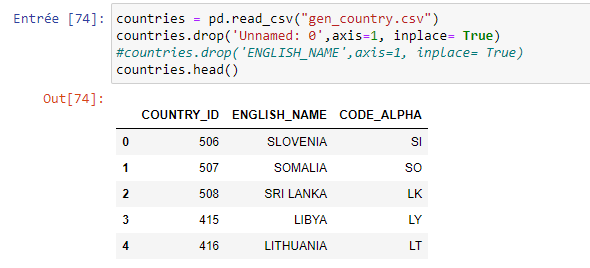 Entrée [74]: countries = pd.read_csv("gen_country.csv")
countries.drop('Unnamed: 0',axis=1, inplace= True)
#countries.drop('ENGLISH_NAME',axis=1, inplace= True)
countries.head()
Out[74]:
COUNTRY_ID ENGLISH_NAME CODE_ALPHA
0 506 SLOVENIA SI
1 507 SOMALIA SO
2 508 SRI LANKA LK
3 415 LIBYA LY
4 416 LITHUANIA LT